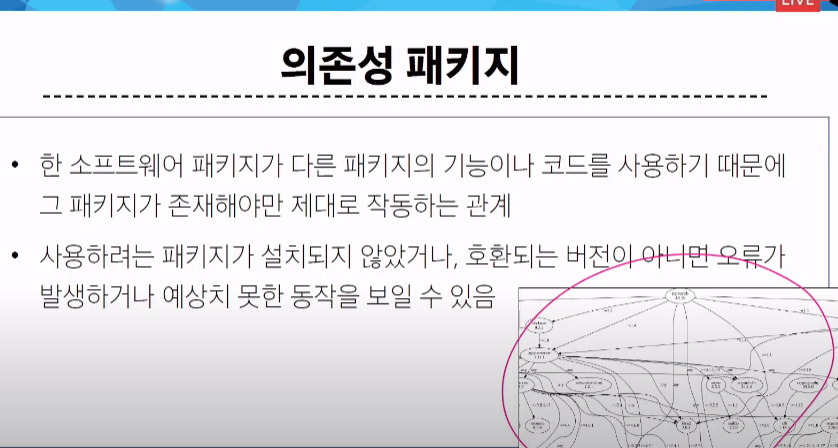 LIVE
의존성 패키지
• 한 소프트웨어 패키지가 다른 패키지의 기능이나 코드를 사용하기 때문에
그 패키지가 존재해야만 제대로 작동하는 관계
• 사용하려는 패키지가 설치되지 않았거나, 호환되는 버전이 아니면 오류가
발생하거나 예상치 못한 동작을 보일 수 있음